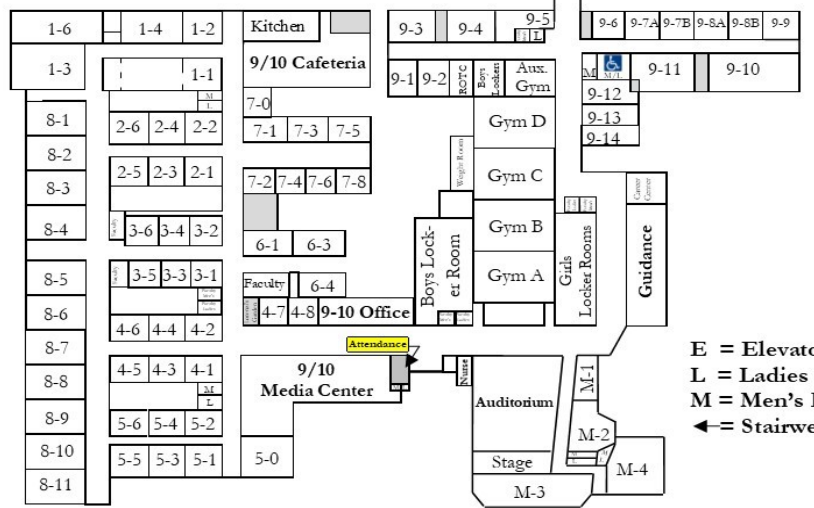 1-6
1-4
1-2
Kitchen
9-3
9-4
9-5
L
9-6
9-7A
9-7B
9-8A
9-8B
9-9
1-3
1-1
9/10 Cafeteria
9-1
9-2
ROTC
Boys
Lockers
Aux.
Gym
M
M/L
9-11
9-10
M
L
7-0
9-12
8-1
2-6
2-4
2-2
7-1
7-3
7-5
Gym D
9-13
9-14
8-2
8-3
2-5
2-3
2-1
7-2
7-4
7-6
7-8
Weight Room
Gym C
Career
Center
8-4
Faculty
3-6
3-4
3-2
6-1
6-3
Boys Lock-
er Room
Gym B
Girls
Locker Rooms
Guidance
8-5
Faculty
3-5
3-3
3-1
Faculty
6-4
Gym A
8-6
4-7
4-8
9-10 Office
4-6
4-4
4-2
8-7
Attendance
8-8
4-5
4-3
4-1
9/10
Media Center
Nurse
M-1
E = Elevato
L = Ladies
M = Men's
= Stairwe
M
L
8-9
5-6
5-4
5-2
Auditorium
M-2
8-10
5-5
5-3
5-1
5-0
Stage
M
L
M-4
8-11
M-3